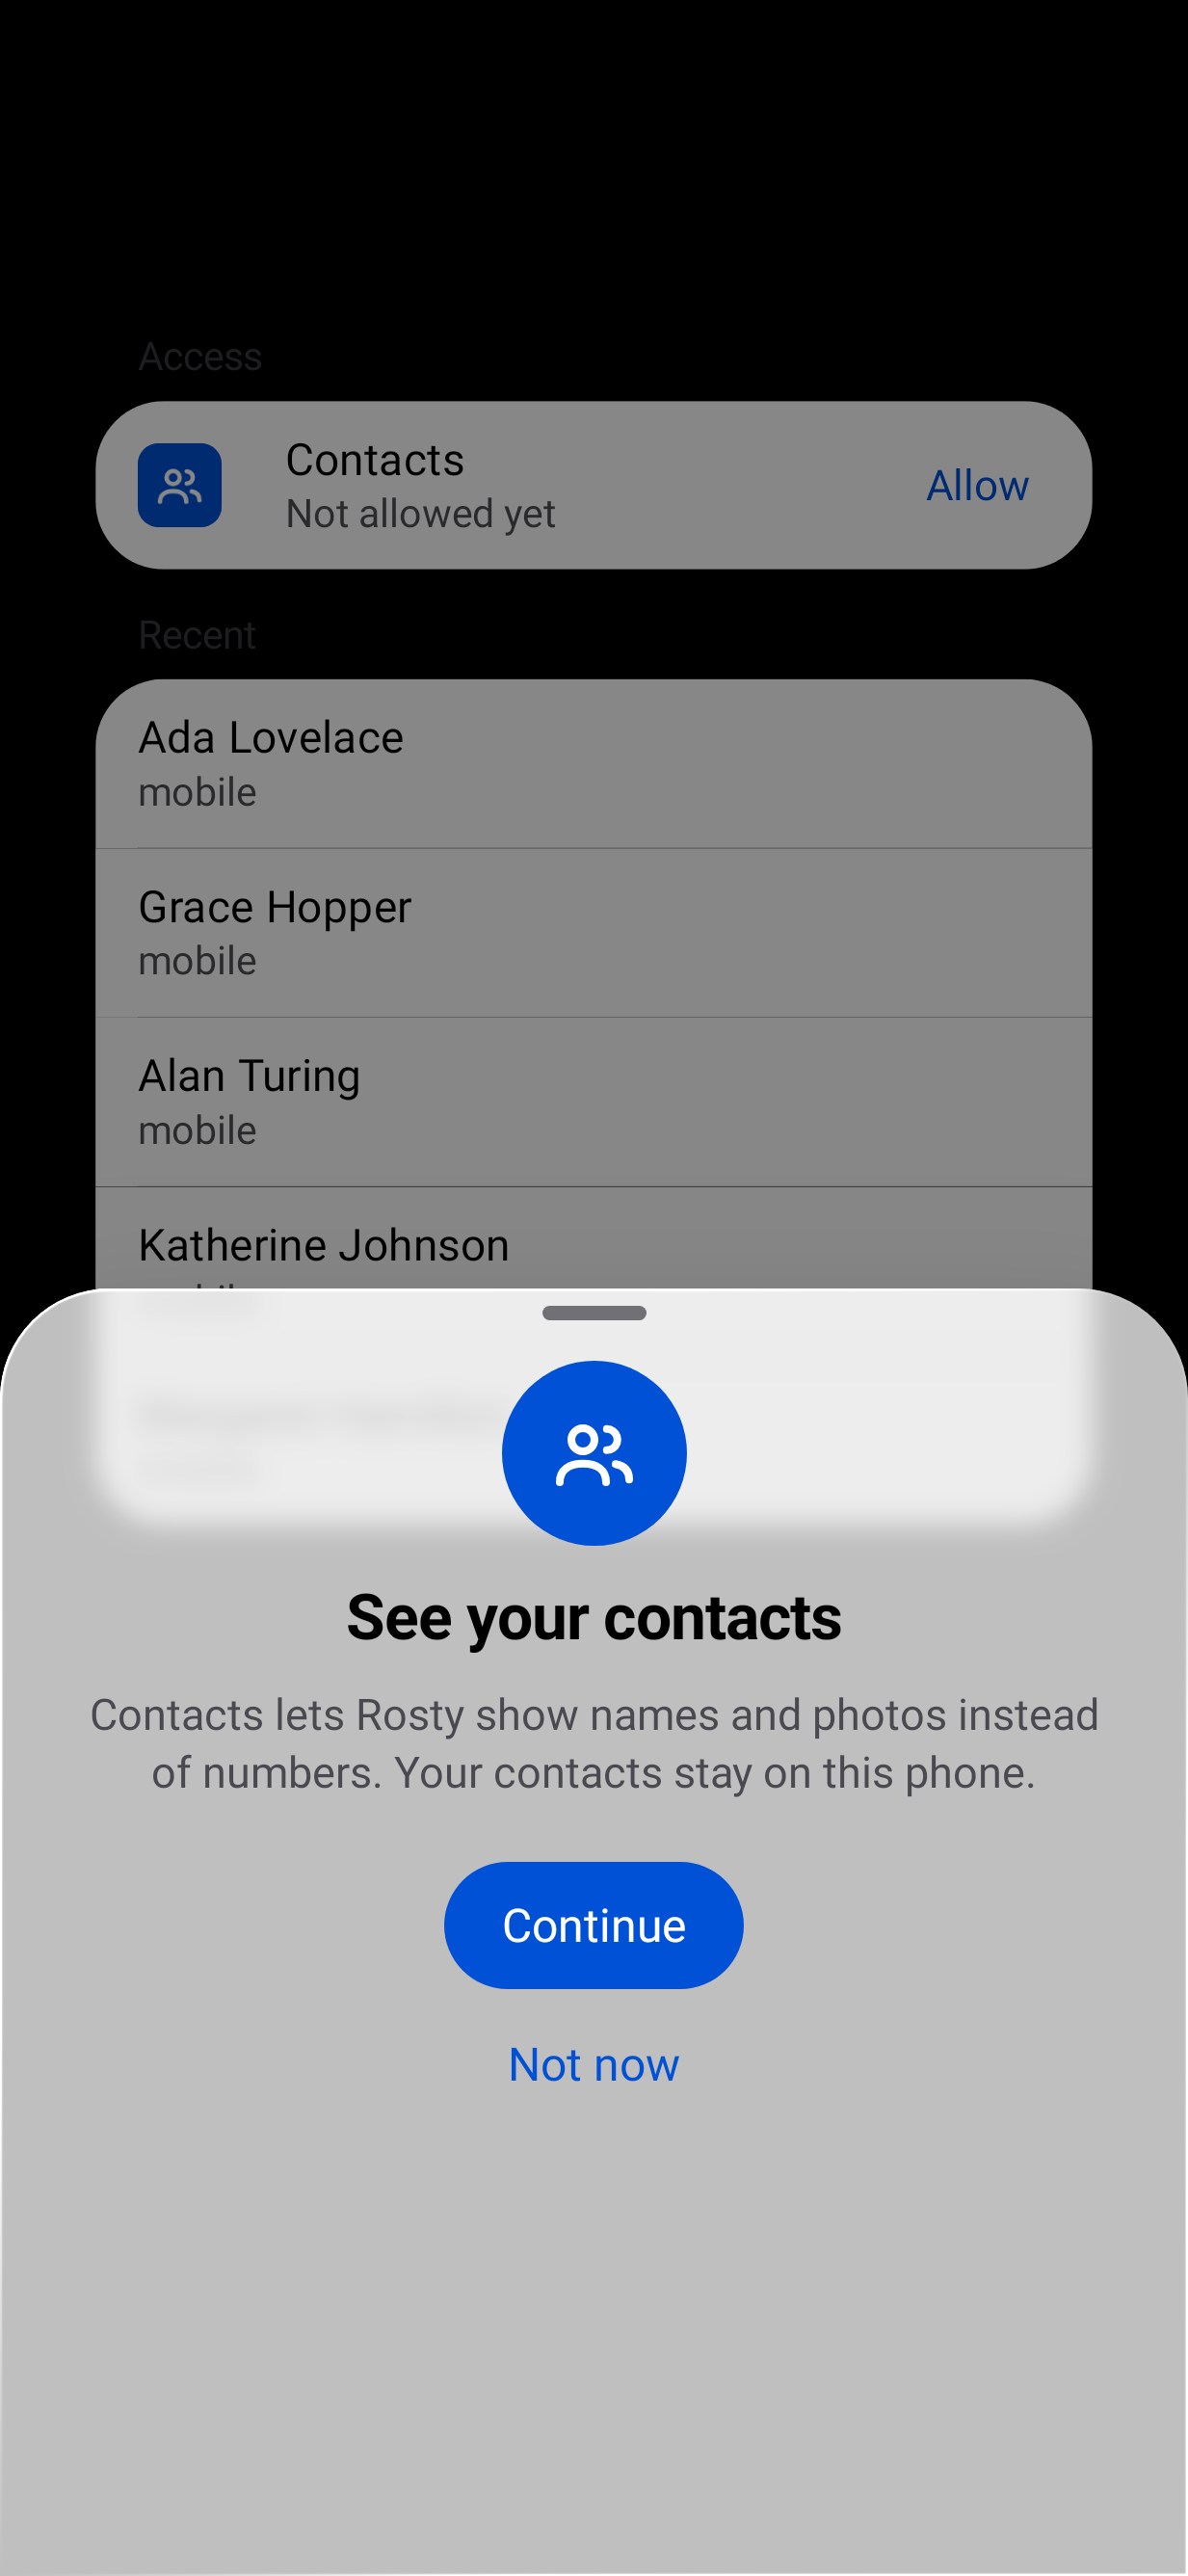 Access
Contacts
Not allowed yet
Allow
Recent
Ada Lovelace
mobile
Grace Hopper
mobile
Alan Turing
mobile
Katherine Johnson
See your contacts
Contacts lets Rosty show names and photos instead
of numbers. Your contacts stay on this phone.
Continue
Not now